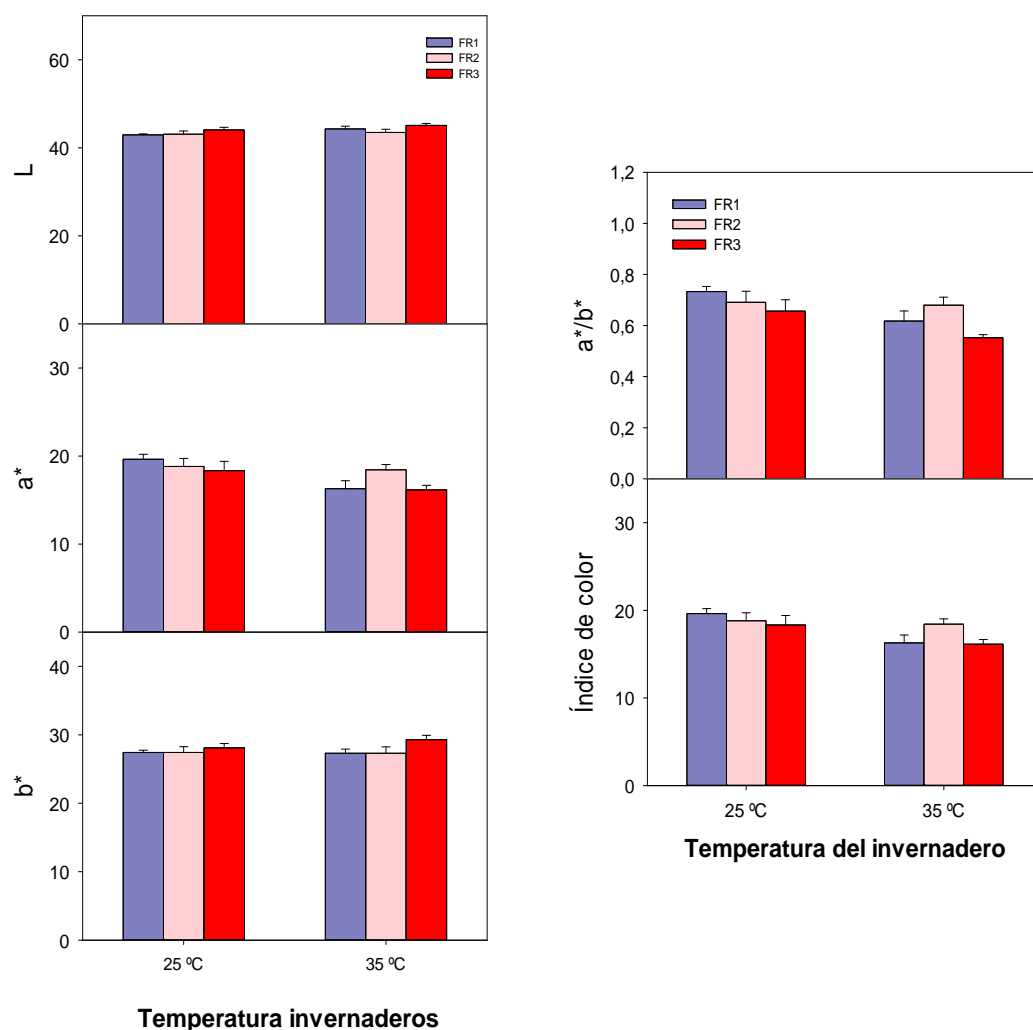 60
40
20
0
L
FR1
FR2
FR3
30
20
10
0
a*
40
30
20
10
0
b*
25 ºC
35 ºC
Temperatura invernaderos
1,2
1,0
0,8
0,6
0,4
0,2
0,0
a*/b*
FR1
FR2
FR3
30
20
10
0
Índice de color
25 ºC
35 ºC
Temperatura del invernadero